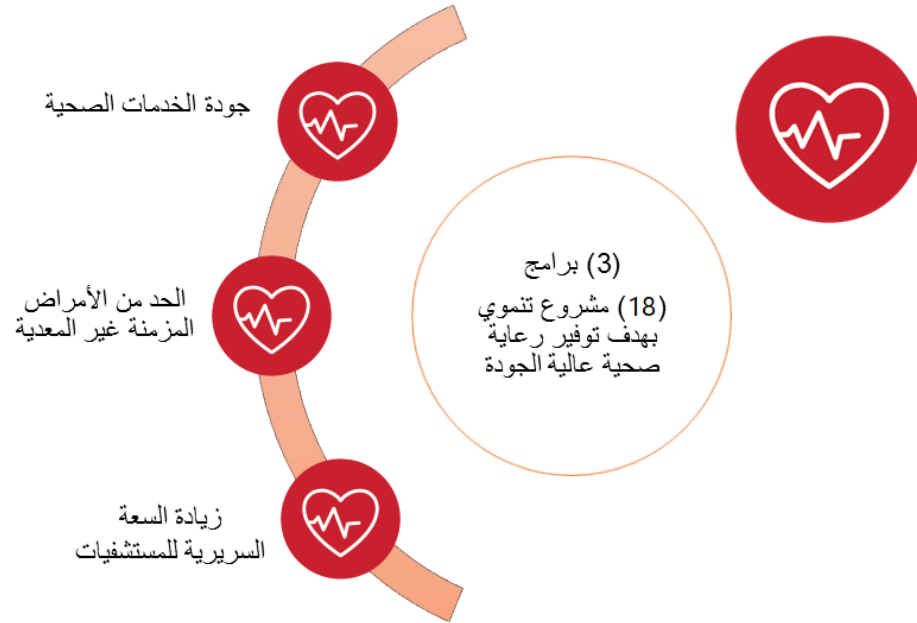 (3) برامج
(18) مشروع تنموي
بهدف توفير رعاية
صحية عالية الجودة
جودة الخدمات الصحية
الحد من الأمراض
المزمنة غير المعدية
زيادة السعة
السريرية للمستشفيات